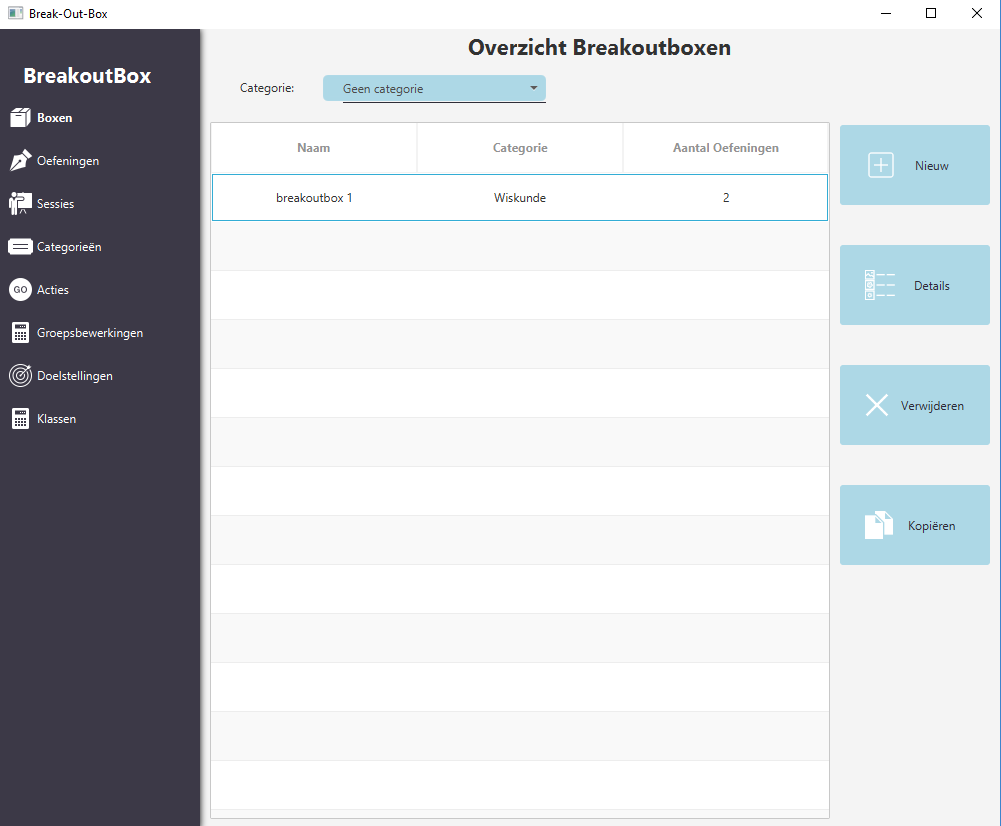 Break-Out-Box
BreakoutBox
Boxen
Oefeningen
Sessies
Categorieën
GO Acties
Groepsbewerkingen
Doelstellingen
Klassen
Overzicht Breakoutboxen
Categorie: Geen categorie
Naam Categorie Aantal Oefeningen
breakoutbox 1 Wiskunde 2
Nieuw
Details
Verwijderen
Kopiëren